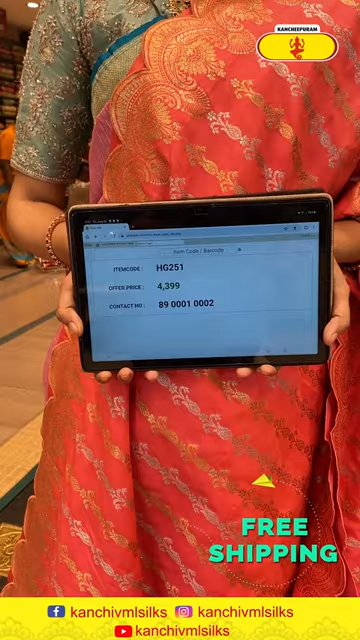 KANCHEEPURAM
Item Code / Barcode
ITEMCODE : HG251
OFFER PRICE : 4,399
CONTACT NO : 89 0001 0002
FREE
SHIPPING
kanchivmlsilks kanchivmlsilks
kanchivmlsilks